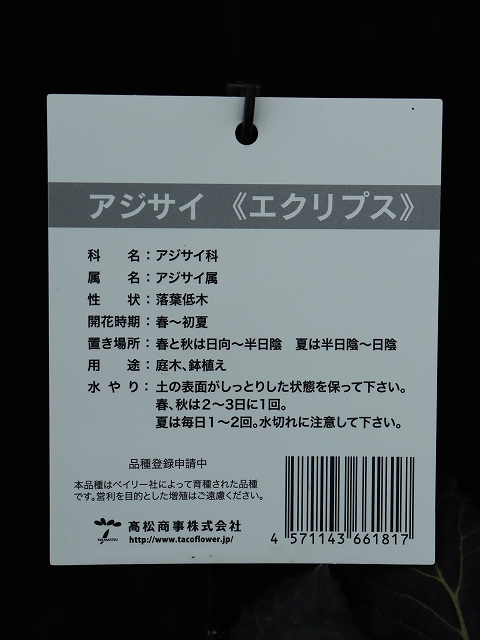 アジサイ 《エクリプス》
科　　名：アジサイ科
属　　名：アジサイ属
性　　状：落葉低木
開花時期：春～初夏
置き場所：春と秋は日向～半日陰　夏は半日陰～日陰
用　　途：庭木、鉢植え
水 や り：土の表面がしっとりした状態を保って下さい。
春、秋は2～3日に1回。
夏は毎日1～2回。水切れに注意して下さい。
品種登録申請中
本品種はベイリー社によって育種された品種
です。営利を目的とした増殖はご遠慮ください。
TAKAMATSU
髙松商事株式会社
http://www.tacoflower.jp/
4 571143 661817